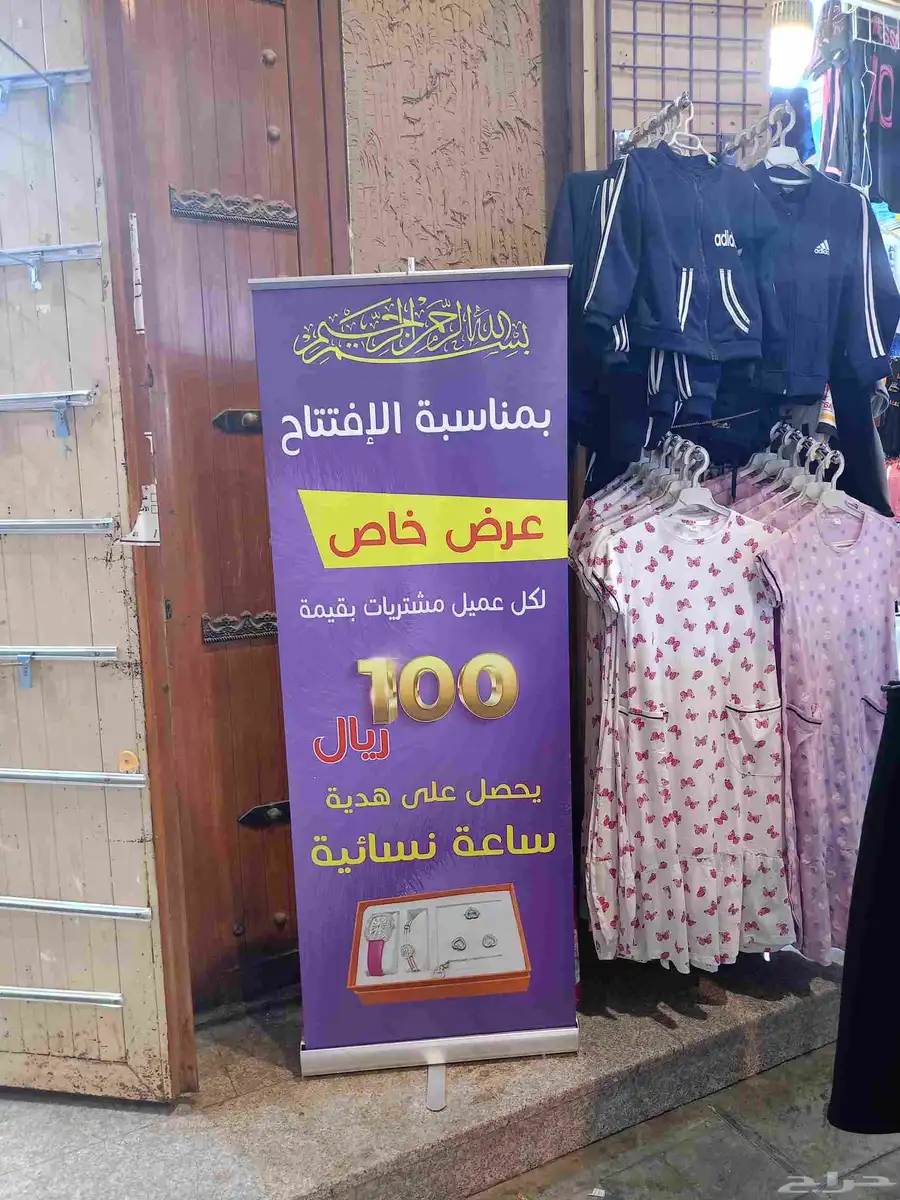 بسم الله الرحمن الرحيم
بمناسبة الإفتتاح
عرض خاص
لكل عميل مشتريات بقيمة
100
ريال
يحصل على هدية
ساعة نسائية
adidas
حراج